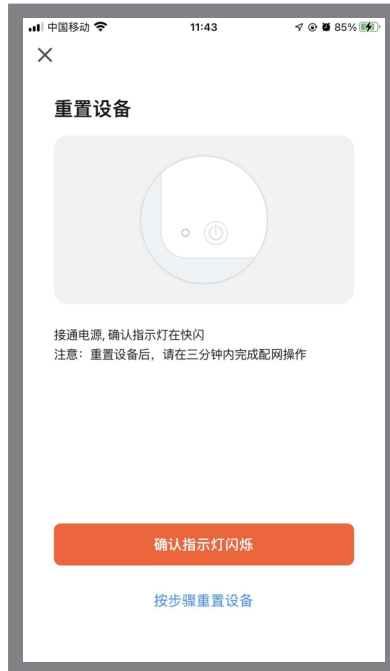 中国移动 11:43 85%
重置设备
接通电源, 确认指示灯在快闪
注意：重置设备后，请在三分钟内完成配网操作
确认指示灯闪烁
按步骤重置设备